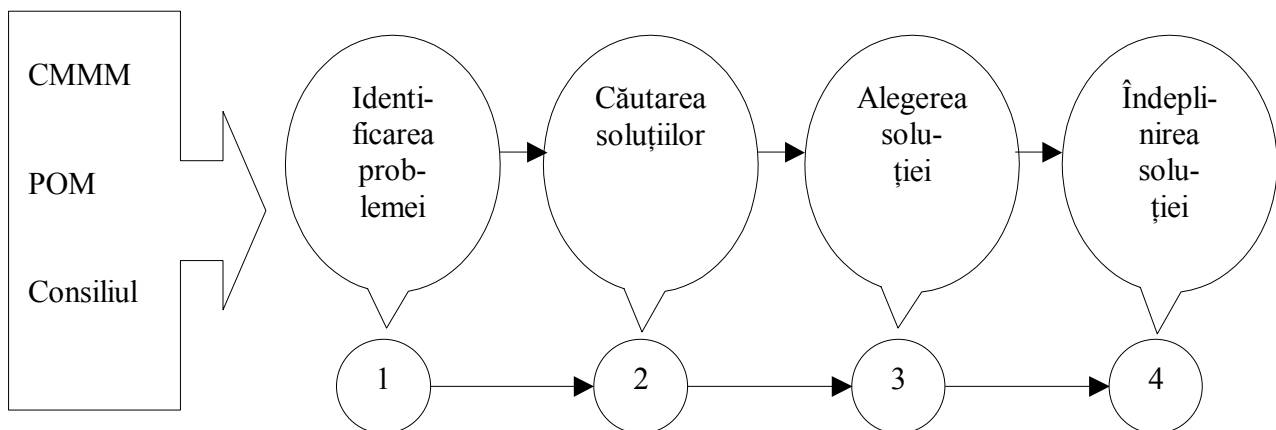 CMMM
POM
Consiliul
Identi-
ficarea
prob-
lemei
Căutarea
soluțiilor
Alegerea
solu-
ției
Îndepli-
nirea
solu-
ției
1
2
3
4